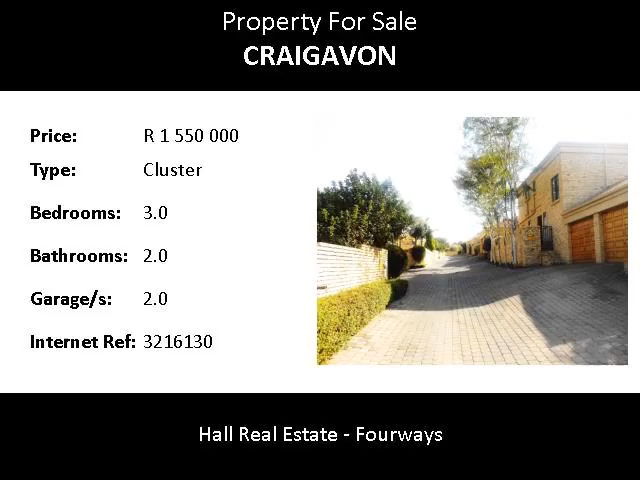 Property For Sale
CRAIGAVON
Price: R 1 550 000
Type: Cluster
Bedrooms: 3.0
Bathrooms: 2.0
Garage/s: 2.0
Internet Ref: 3216130
Hall Real Estate - Fourways